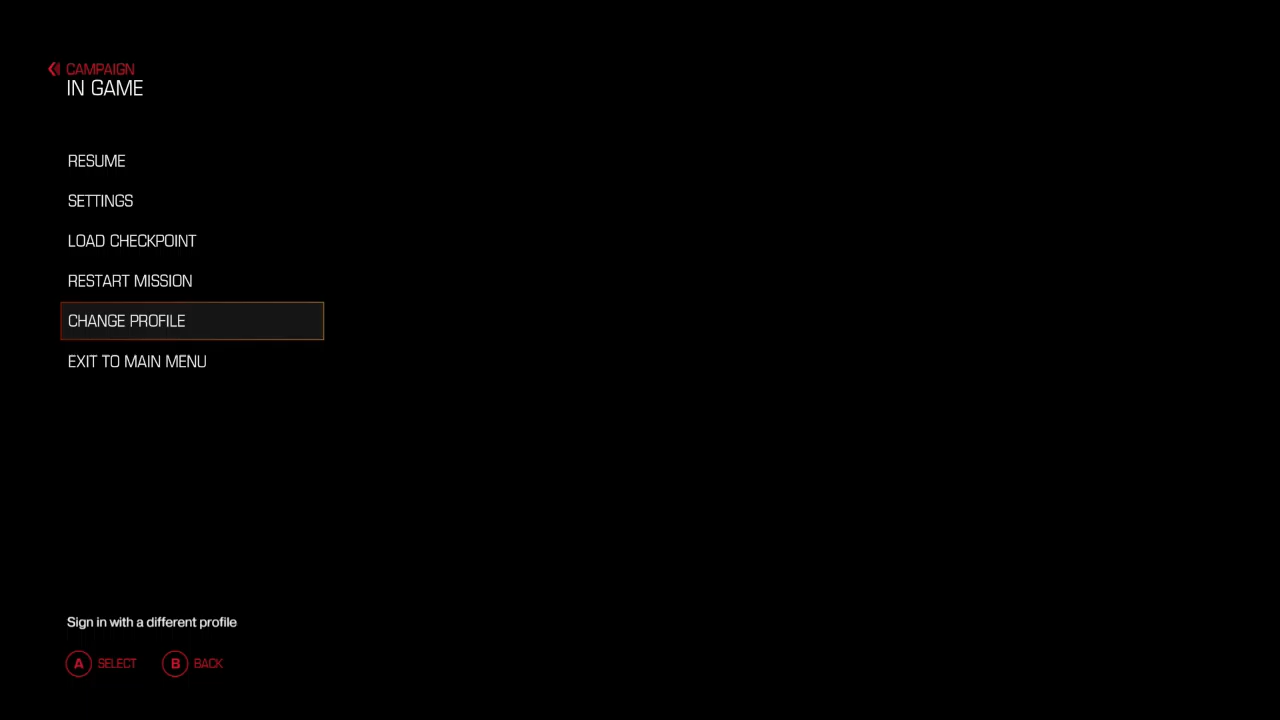 CAMPAIGN
IN GAME
RESUME
SETTINGS
LOAD CHECKPOINT
RESTART MISSION
CHANGE PROFILE
EXIT TO MAIN MENU
Sign in with a different profile
A SELECT B BACK